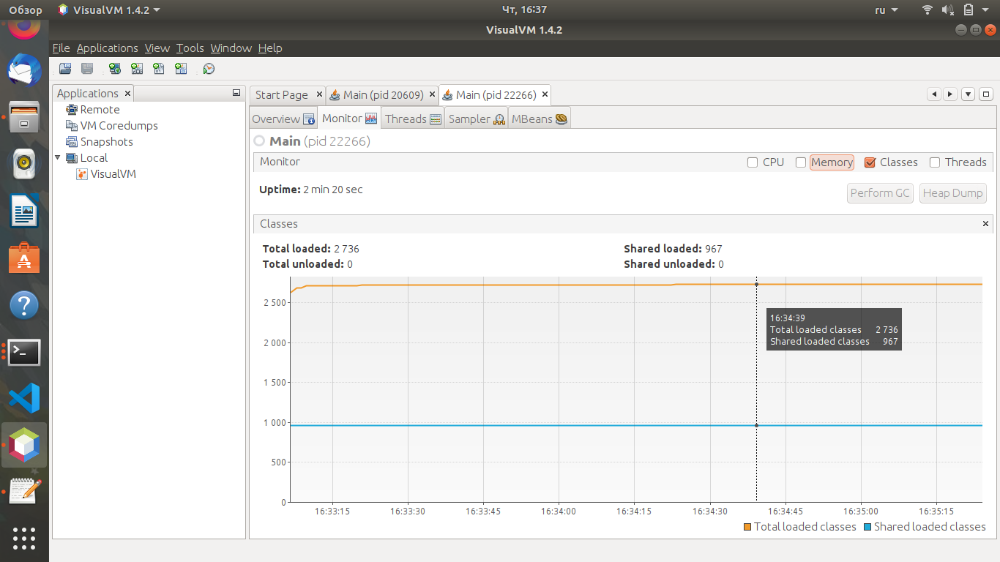 Обзор VisualVM 1.4.2 Чт, 16:37 ru
VisualVM 1.4.2
File Applications View Tools Window Help
Applications
Remote
VM Coredumps
Snapshots
Local
VisualVM
Start Page Main (pid 20609) Main (pid 22266)
Overview Monitor Threads Sampler MBeans
Main (pid 22266)
Monitor CPU Memory Classes Threads
Uptime: 2 min 20 sec Perform GC Heap Dump
Classes
Total loaded: 2 736 Shared loaded: 967
Total unloaded: 0 Shared unloaded: 0
2 500
2 000
1 500
1 000
500
0
16:34:39
Total loaded classes 2 736
Shared loaded classes 967
16:33:15 16:33:30 16:33:45 16:34:00 16:34:15 16:34:30 16:34:45 16:35:00 16:35:15
Total loaded classes Shared loaded classes